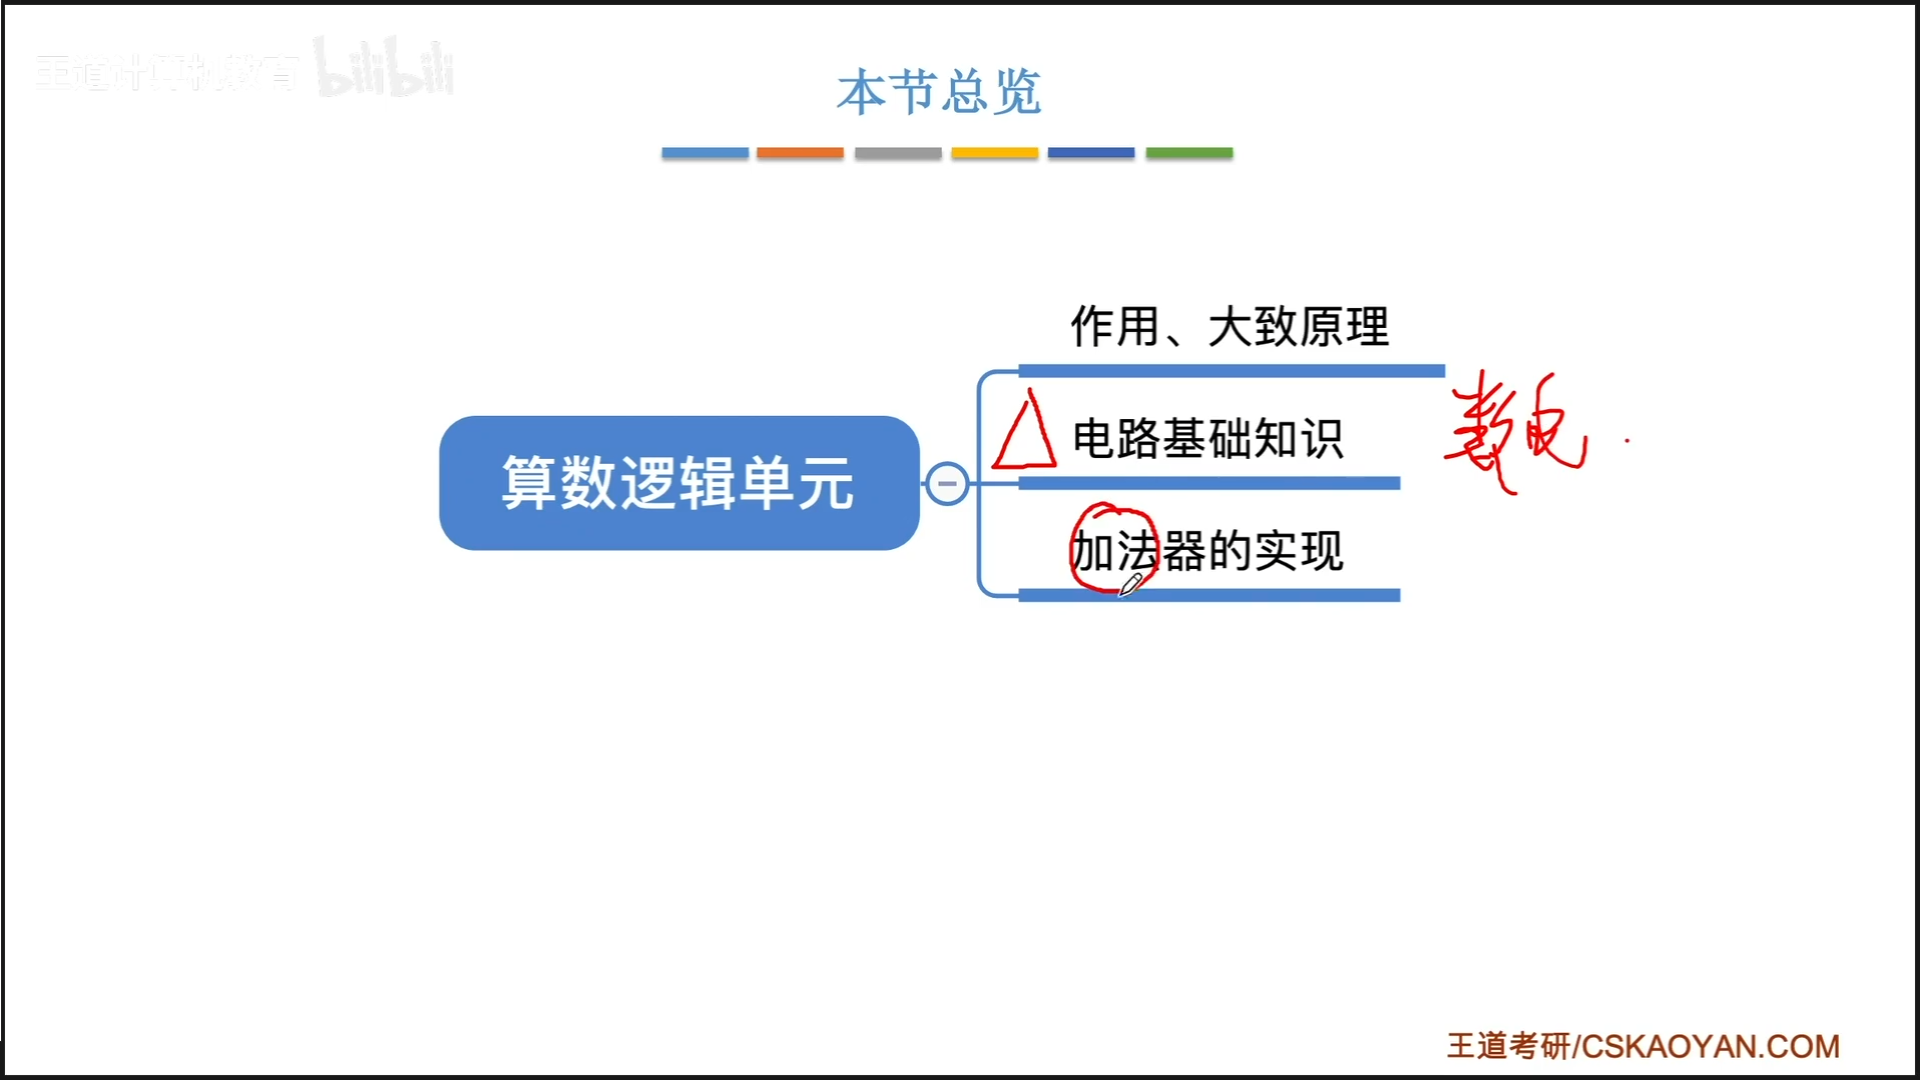 王道计算机教育 bilibili
本节总览
作用、大致原理
电路基础知识
数电
算数逻辑单元
加法器的实现
王道考研/CSKAOYAN.COM